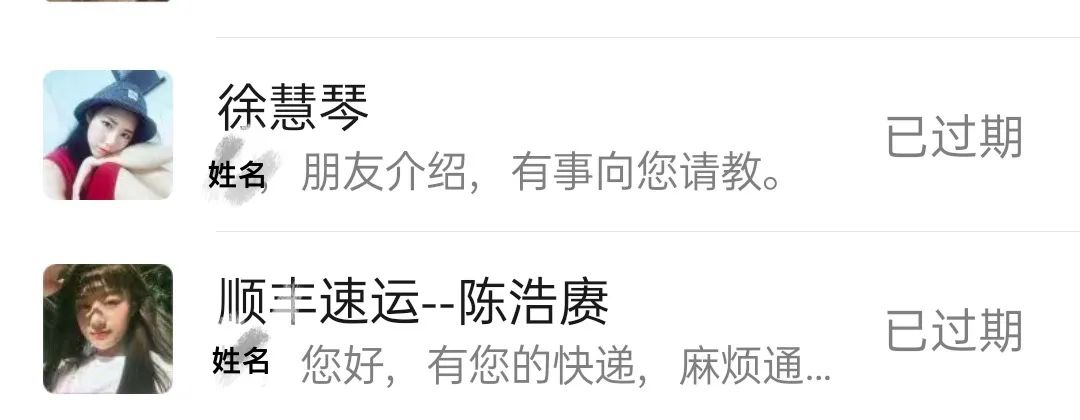 徐慧琴
已过期
姓名，朋友介绍，有事向您请教。
顺丰速运--陈浩赓
已过期
姓名 您好，有您的快递，麻烦通...